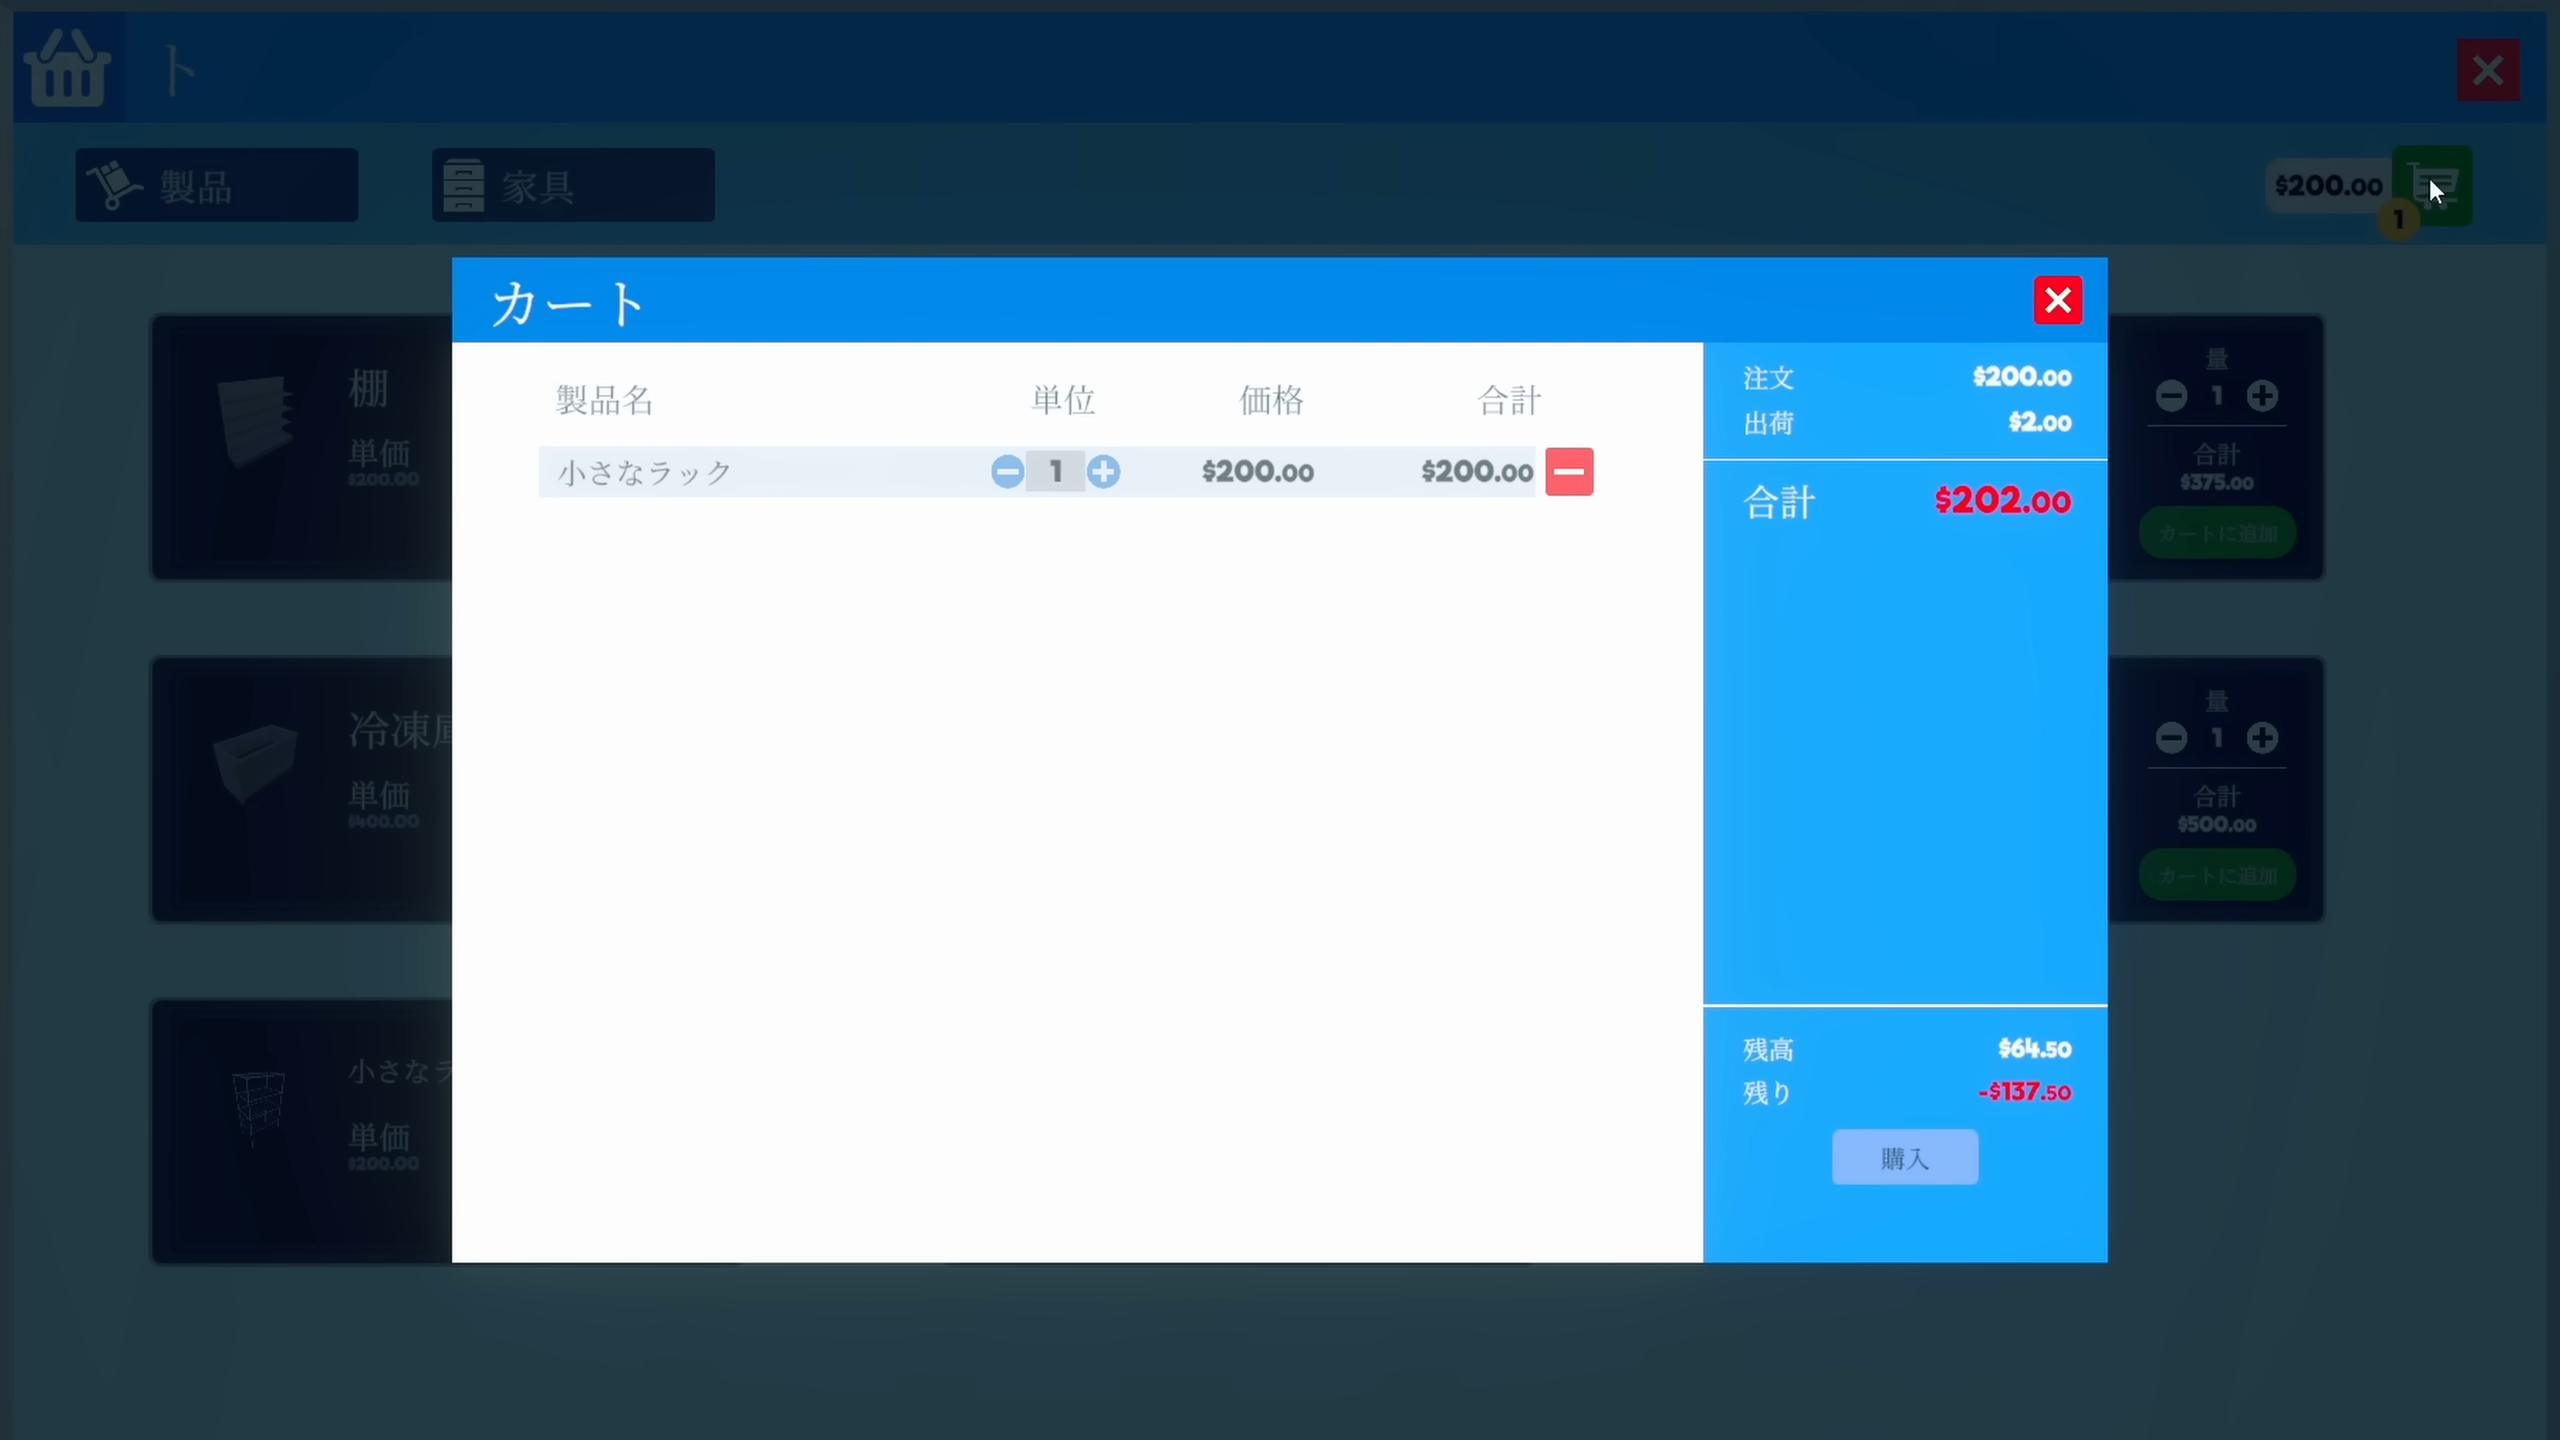 ト
製品
家具
$200.00
1
カート
製品名 単位 価格 合計
小さなラック 1 $200.00 $200.00
注文 $200.00
出荷 $2.00
合計 $202.00
残高 $64.50
残り -$137.50
購入
棚
単価
$200.00
量
1
合計
$375.00
カートに追加
冷凍庫
単価
$400.00
量
1
合計
$500.00
カートに追加
小さなラ
単価
$200.00